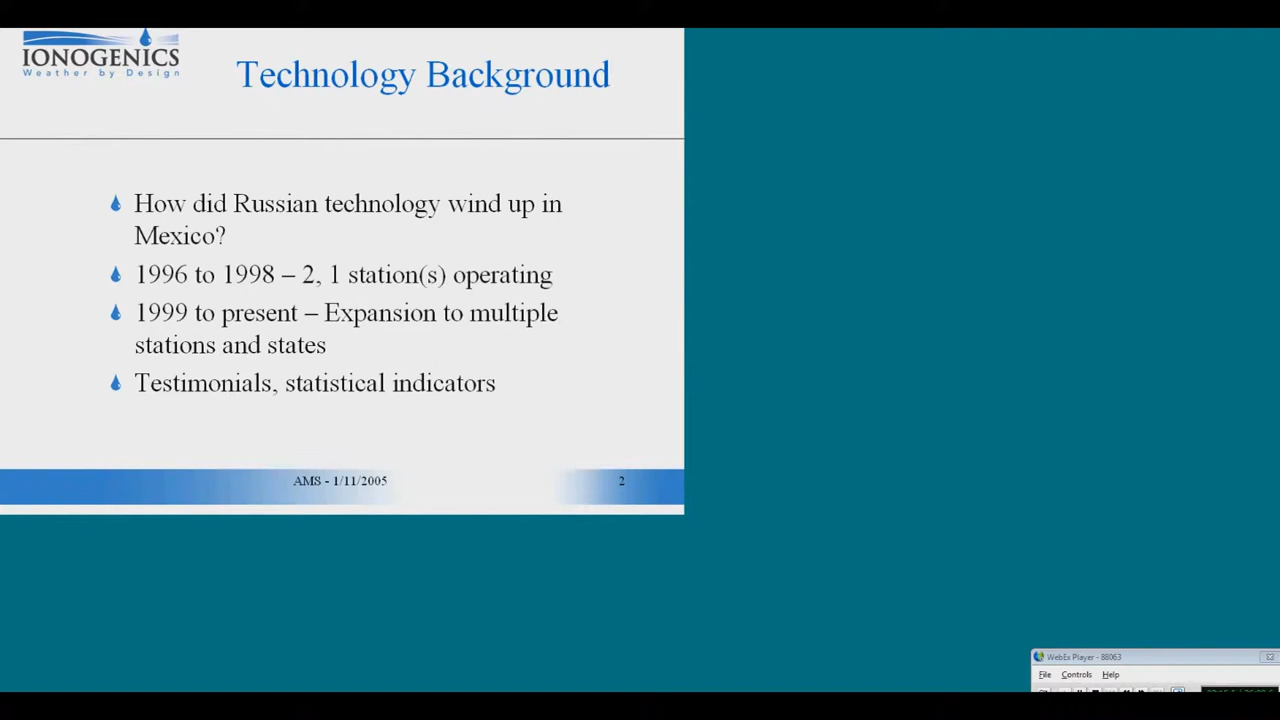 IONOGENICS
Weather by Design
Technology Background
How did Russian technology wind up in
Mexico?
1996 to 1998 – 2, 1 station(s) operating
1999 to present – Expansion to multiple
stations and states
Testimonials, statistical indicators
AMS - 1/11/2005
2
WebEx Player - 88063
File Controls Help